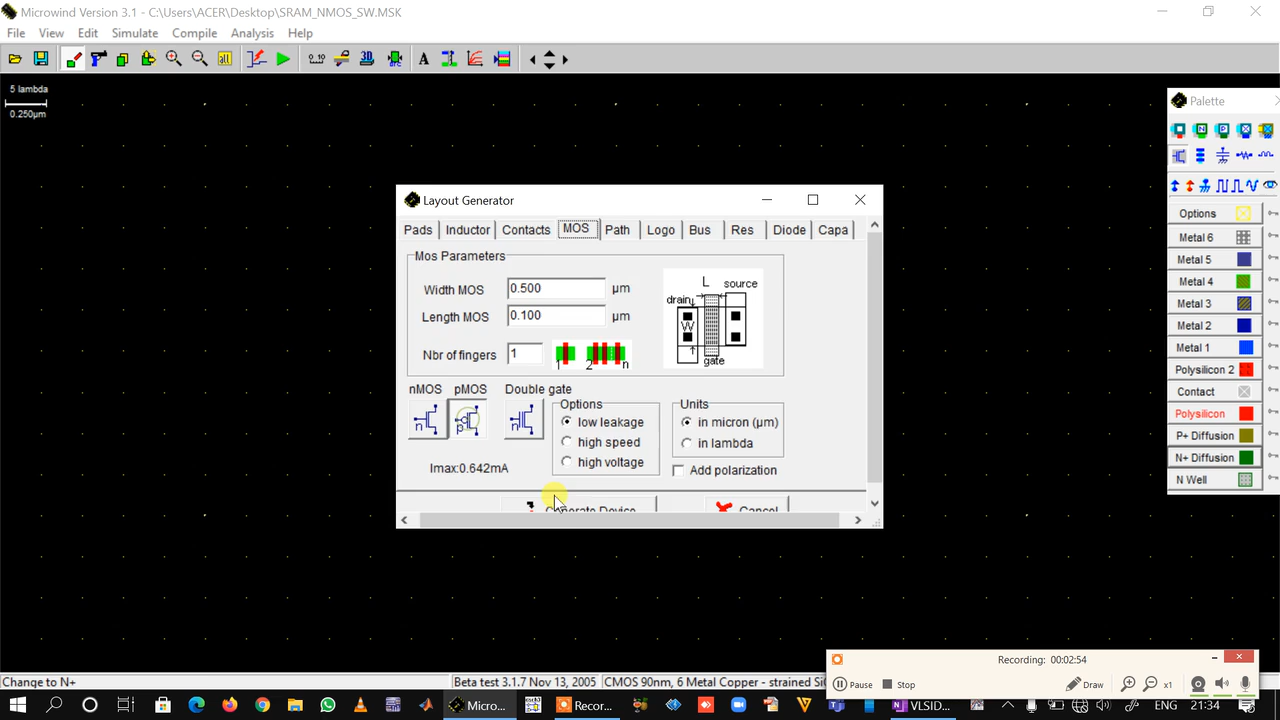 Microwind Version 3.1 - C:\Users\ACER\Desktop\SRAM_NMOS_SW.MSK
File View Edit Simulate Compile Analysis Help
5 lambda
0.250µm
Palette
Layout Generator
Pads Inductor Contacts MOS Path Logo Bus Res Diode Capa
Mos Parameters
Width MOS 0.500 µm
Length MOS 0.100 µm
Nbr of fingers 1
1 2 n
L source
drain
W
gate
nMOS pMOS Double gate
n p n
Options
low leakage
high speed
high voltage
Units
in micron (µm)
in lambda
Add polarization
Imax:0.642mA
Generate Device Cancel
Options
Metal 6
Metal 5
Metal 4
Metal 3
Metal 2
Metal 1
Polysilicon 2
Contact
Polysilicon
P+ Diffusion
N+ Diffusion
N Well
Change to N+
Beta test 3.1.7 Nov 13, 2005
CMOS 90nm, 6 Metal Copper - strained Si
Recording: 00:02:54
Pause Stop Draw x1
Micro... Recor... VLSID... ENG 21:34